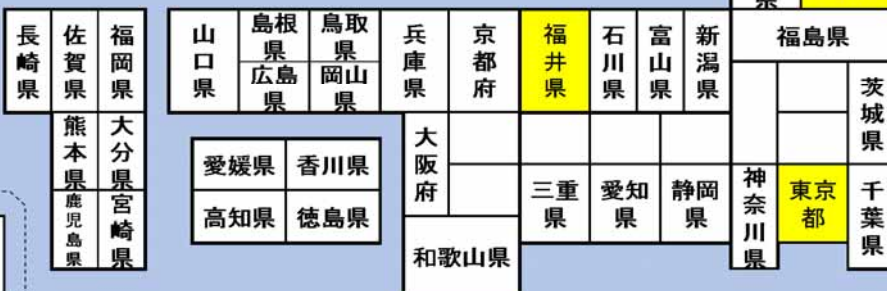 県
長崎県
佐賀県
福岡県
山口県
島根県
鳥取県
兵庫県
京都府
福井県
石川県
富山県
新潟県
福島県
広島県
岡山県
茨城県
熊本県
大分県
大阪府
愛媛県
香川県
三重県
愛知県
静岡県
神奈川県
東京都
千葉県
鹿児島県
宮崎県
高知県
徳島県
和歌山県